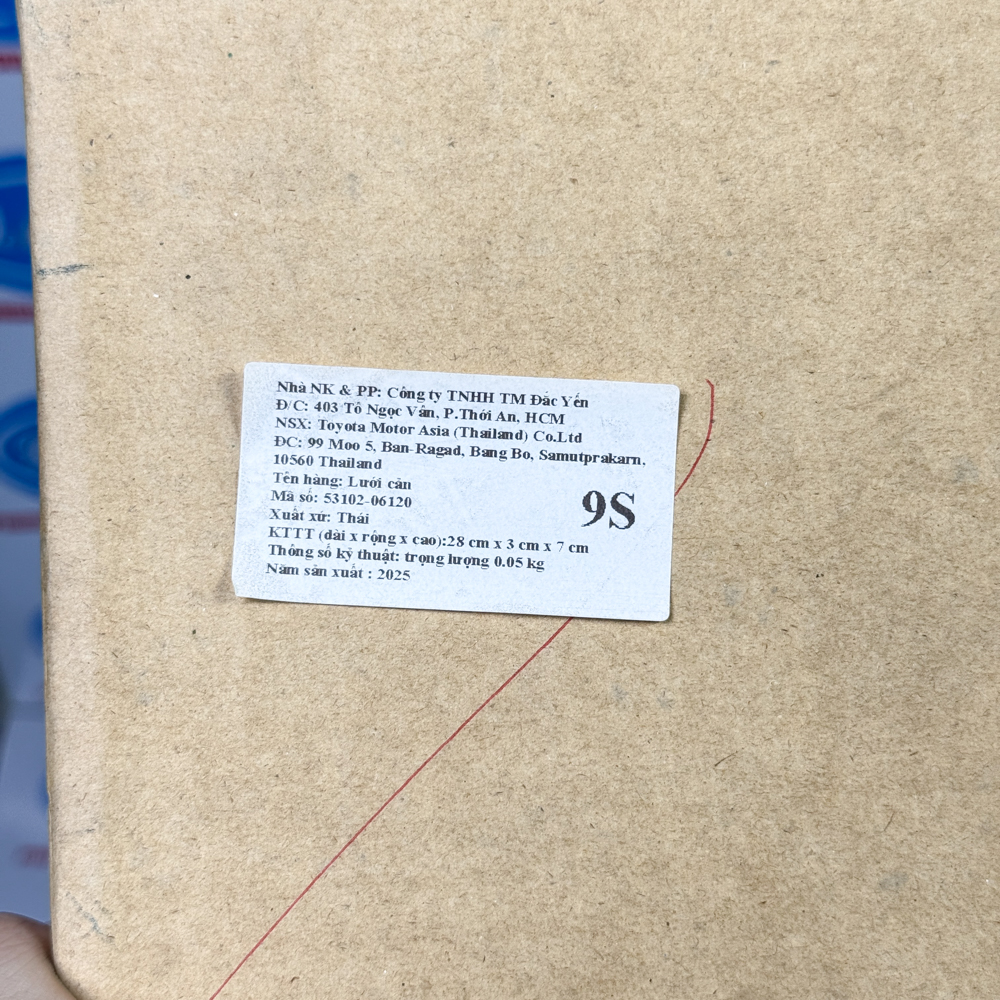 Nhà NK & PP: Công ty TNHH TM Đắc Yến
Đ/C: 403 Tô Ngọc Vân, P.Thới An, HCM
NSX: Toyota Motor Asia (Thailand) Co.Ltd
ĐC: 99 Moo 5, Ban-Ragad, Bang Bo, Samutprakarn,
10560 Thailand
Tên hàng: Lưới cản
Mã số: 53102-06120
9S
Xuất xứ: Thái
KTTT (dài x rộng x cao):28 cm x 3 cm x 7 cm
Thông số kỹ thuật: trọng lượng 0.05 kg
Năm sản xuất : 2025